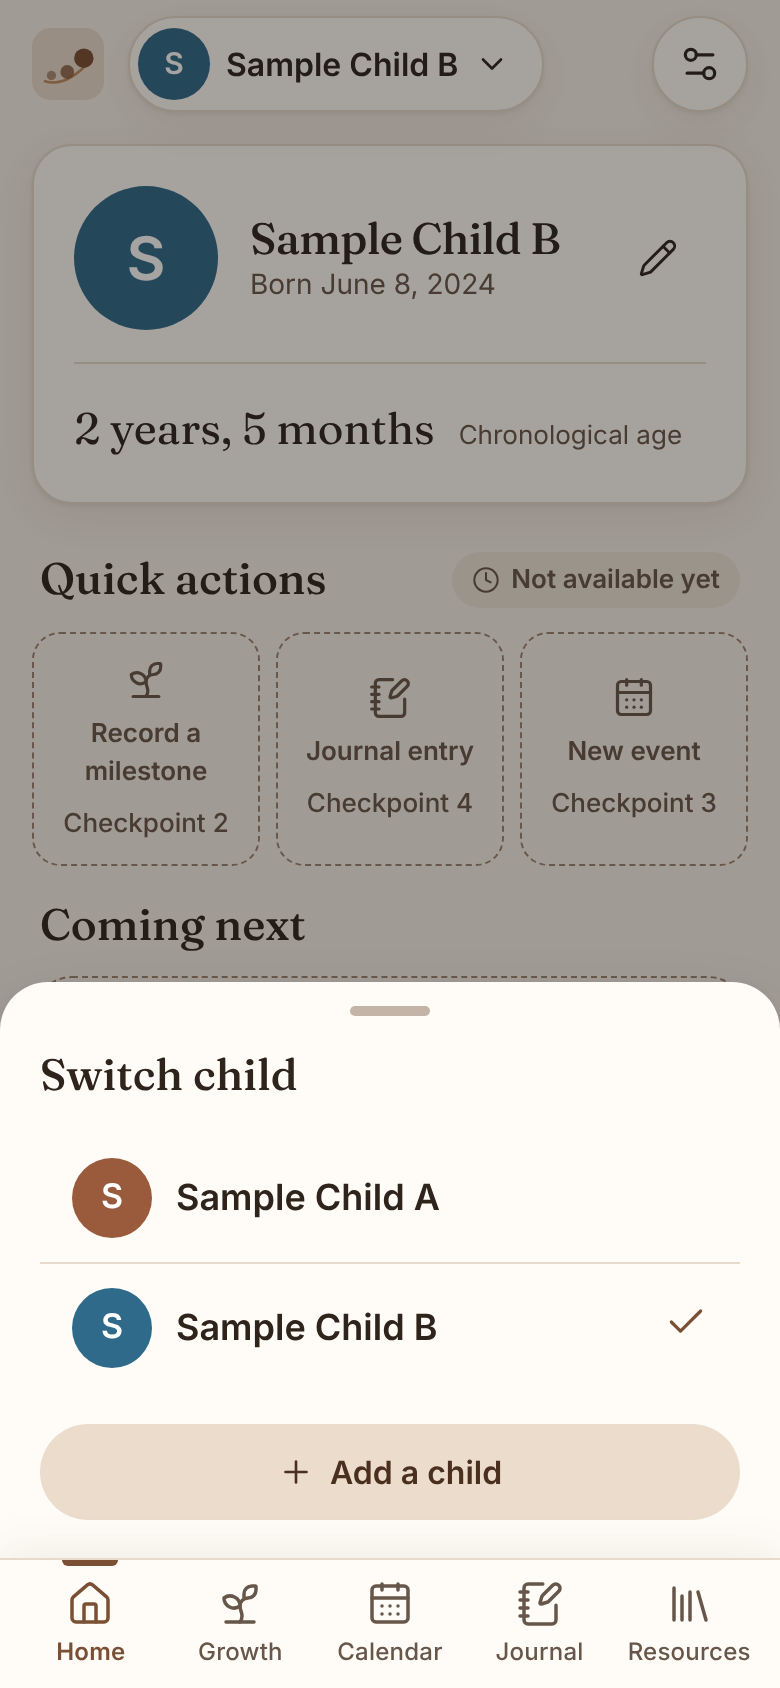 S Sample Child B
S
Sample Child B
Born June 8, 2024
2 years, 5 months Chronological age
Quick actions Not available yet
Record a
milestone
Checkpoint 2
Journal entry
Checkpoint 4
New event
Checkpoint 3
Coming next
Switch child
S Sample Child A
S Sample Child B
Add a child
Home Growth Calendar Journal Resources